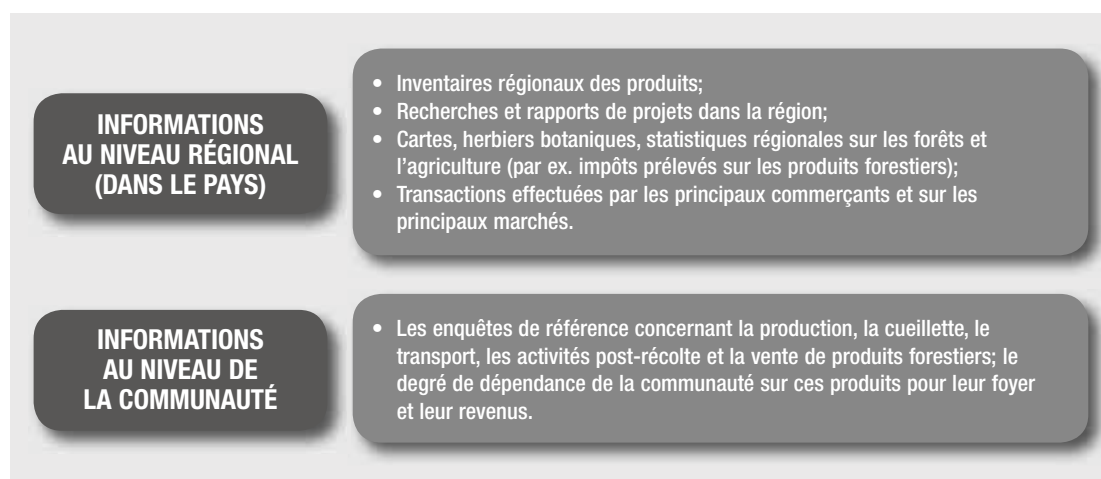 INFORMATIONS
AU NIVEAU RÉGIONAL
(DANS LE PAYS)
• Inventaires régionaux des produits;
• Recherches et rapports de projets dans la région;
• Cartes, herbiers botaniques, statistiques régionales sur les forêts et
l'agriculture (par ex. impôts prélevés sur les produits forestiers);
• Transactions effectuées par les principaux commerçants et sur les
principaux marchés.
INFORMATIONS
AU NIVEAU DE
LA COMMUNAUTÉ
• Les enquêtes de référence concernant la production, la cueillette, le
transport, les activités post-récolte et la vente de produits forestiers; le
degré de dépendance de la communauté sur ces produits pour leur foyer
et leur revenus.